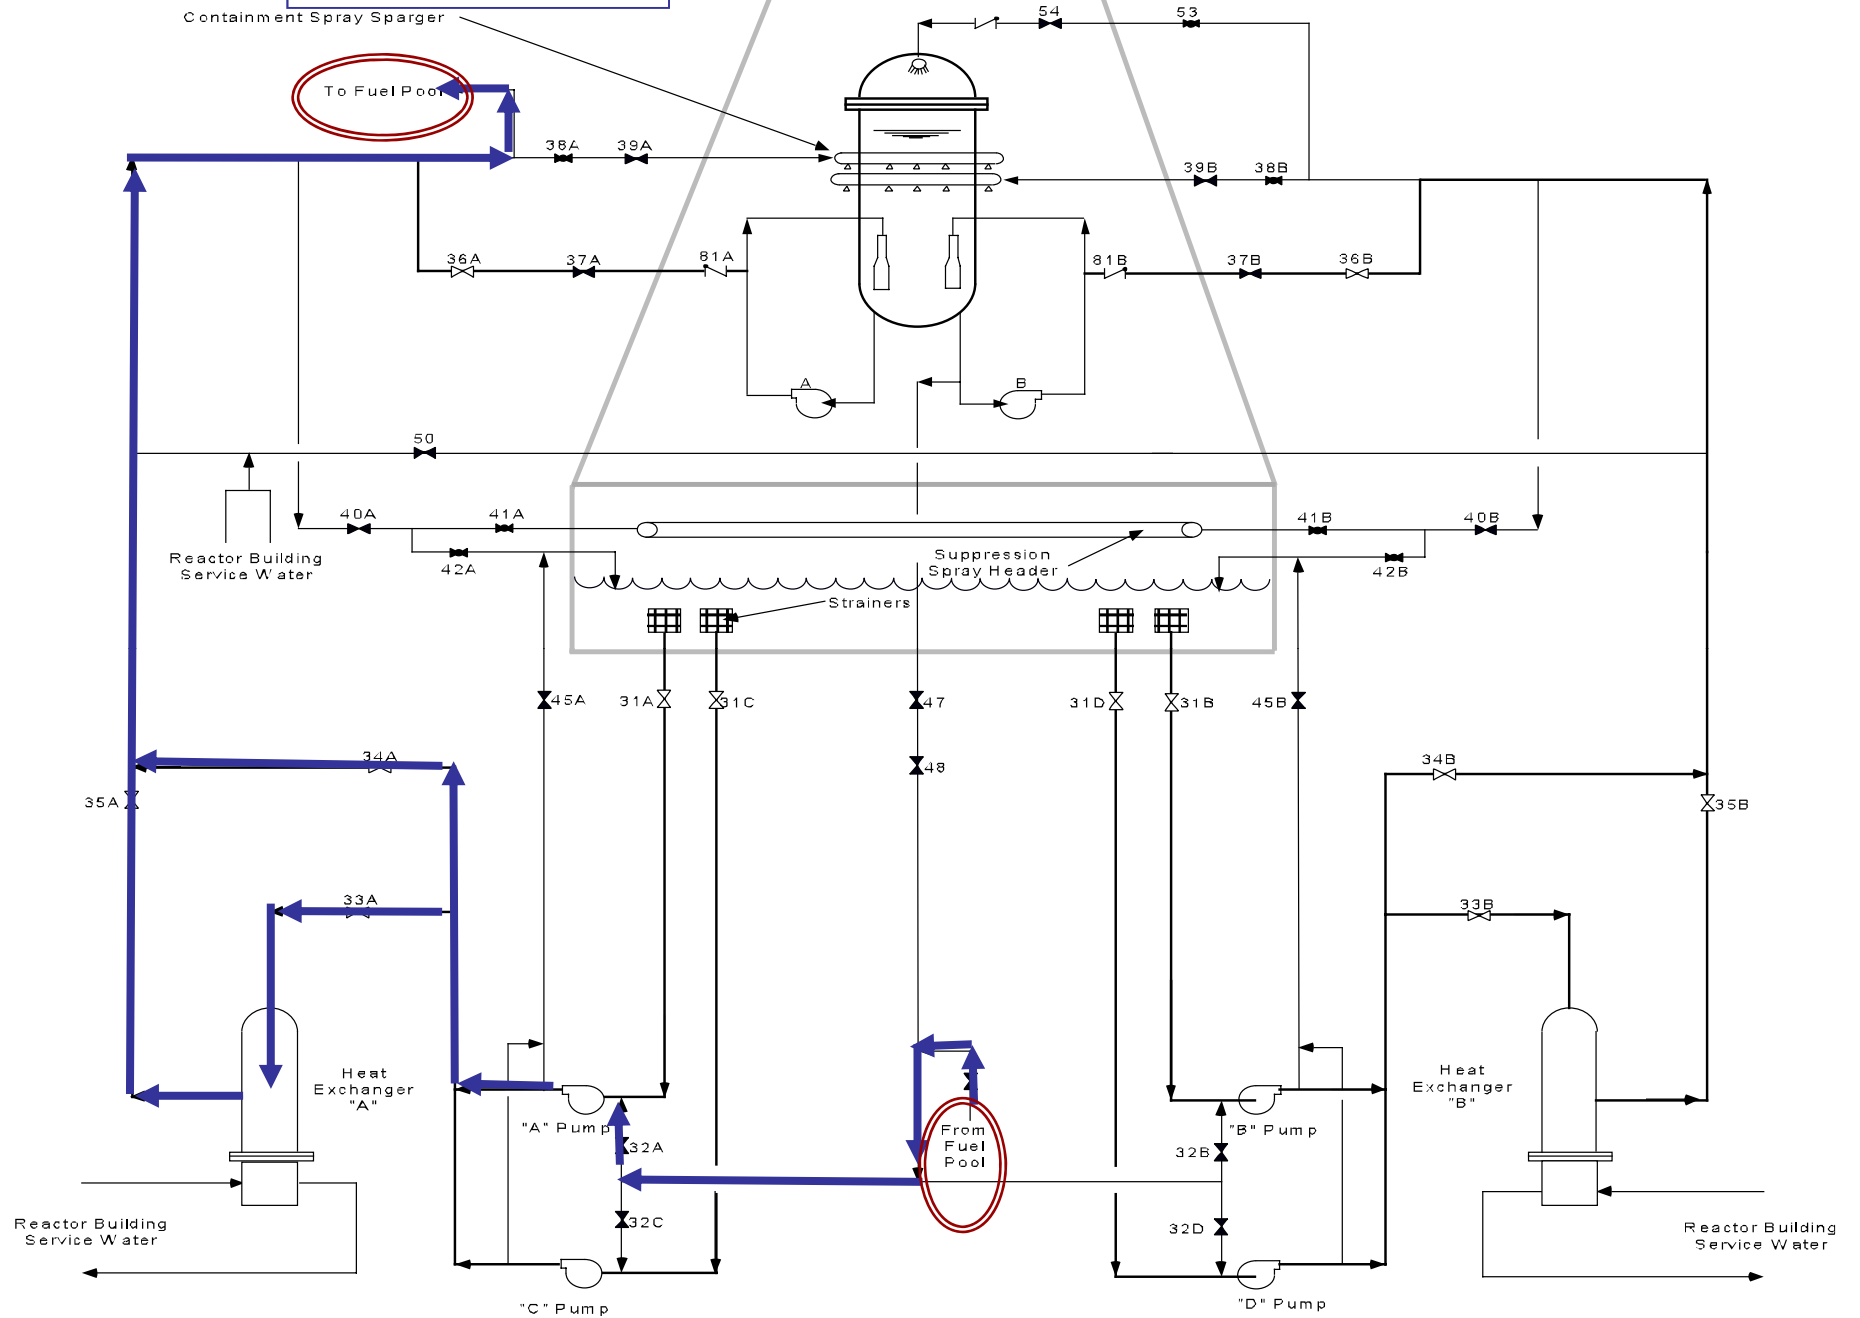 54
53
Containment Spray Sparger
To Fuel Pool
38A
39A
39B
38B
36A
37A
81A
81B
37B
36B
A
B
50
40A
41A
41B
40B
Reactor Building
Service Water
42A
Suppression
Spray Header
42B
Strainers
45A
31A
31C
47
31D
31B
45B
34A
48
34B
35A
35B
33A
33B
Heat
Exchanger
"A"
Heat
Exchanger
"B"
"A" Pump
From
Fuel
Pool
"B" Pump
32A
32B
Reactor Building
Service Water
32C
32D
Reactor Building
Service Water
"C" Pump
"D" Pump